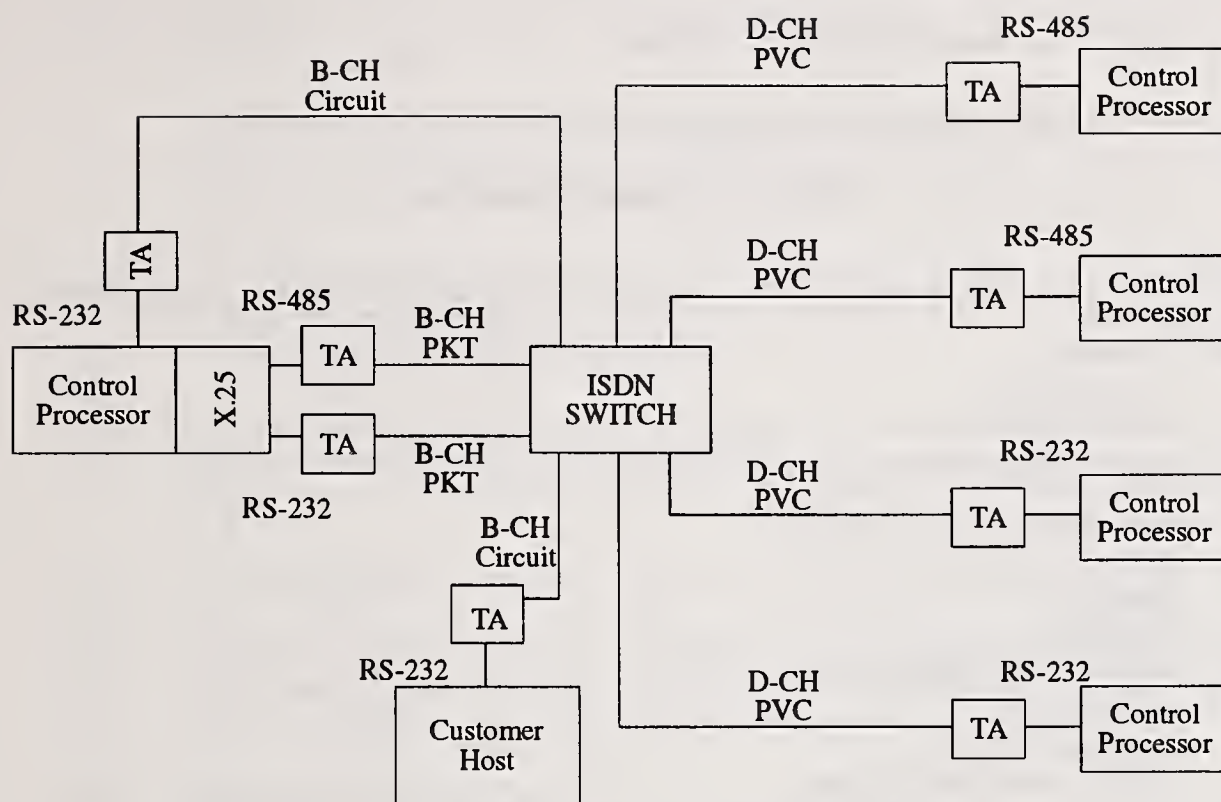 D-CH
PVC
RS-485
TA
Control
Processor
B-CH
Circuit
TA
RS-232
Control
Processor
X.25
RS-485
TA
B-CH
PKT
TA
B-CH
PKT
RS-232
ISDN
SWITCH
D-CH
PVC
RS-485
TA
Control
Processor
D-CH
PVC
RS-232
TA
Control
Processor
B-CH
Circuit
TA
RS-232
Customer
Host
D-CH
PVC
RS-232
TA
Control
Processor